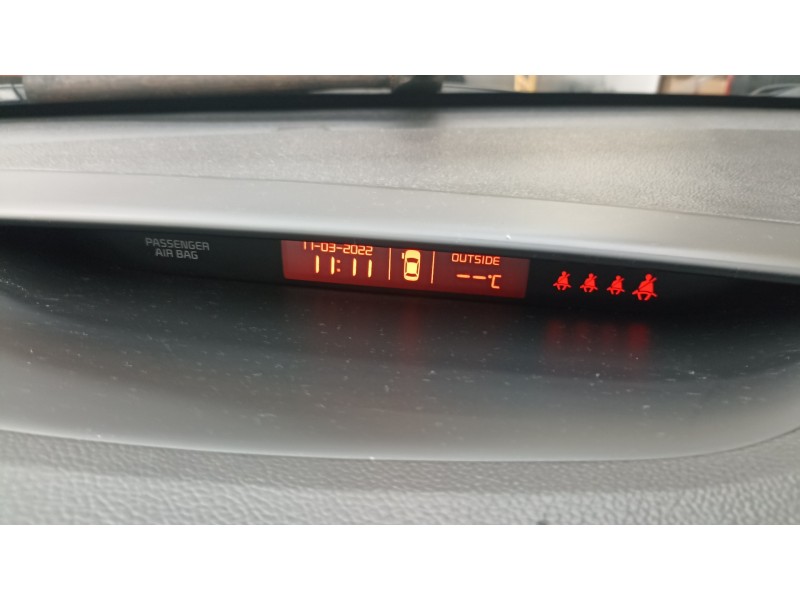 PASSENGER
AIR BAG
11-03-2022
11:11
OUTSIDE
--°C